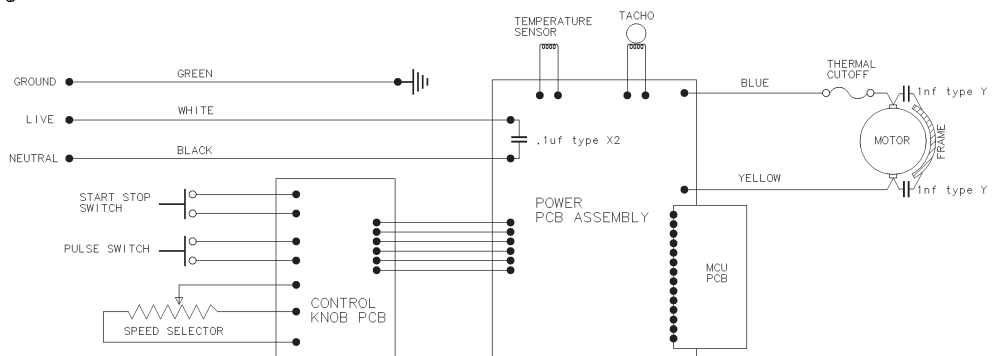 TEMPERATURE
SENSOR
TACHO
GROUND
GREEN
BLUE
THERMAL
CUTOFF
1nf type Y
LIVE
WHITE
.1uf type X2
MOTOR
FRAME
NEUTRAL
BLACK
YELLOW
1nf type Y
START STOP
SWITCH
POWER
PCB ASSEMBLY
PULSE SWITCH
MCU
PCB
CONTROL
KNOB PCB
SPEED SELECTOR